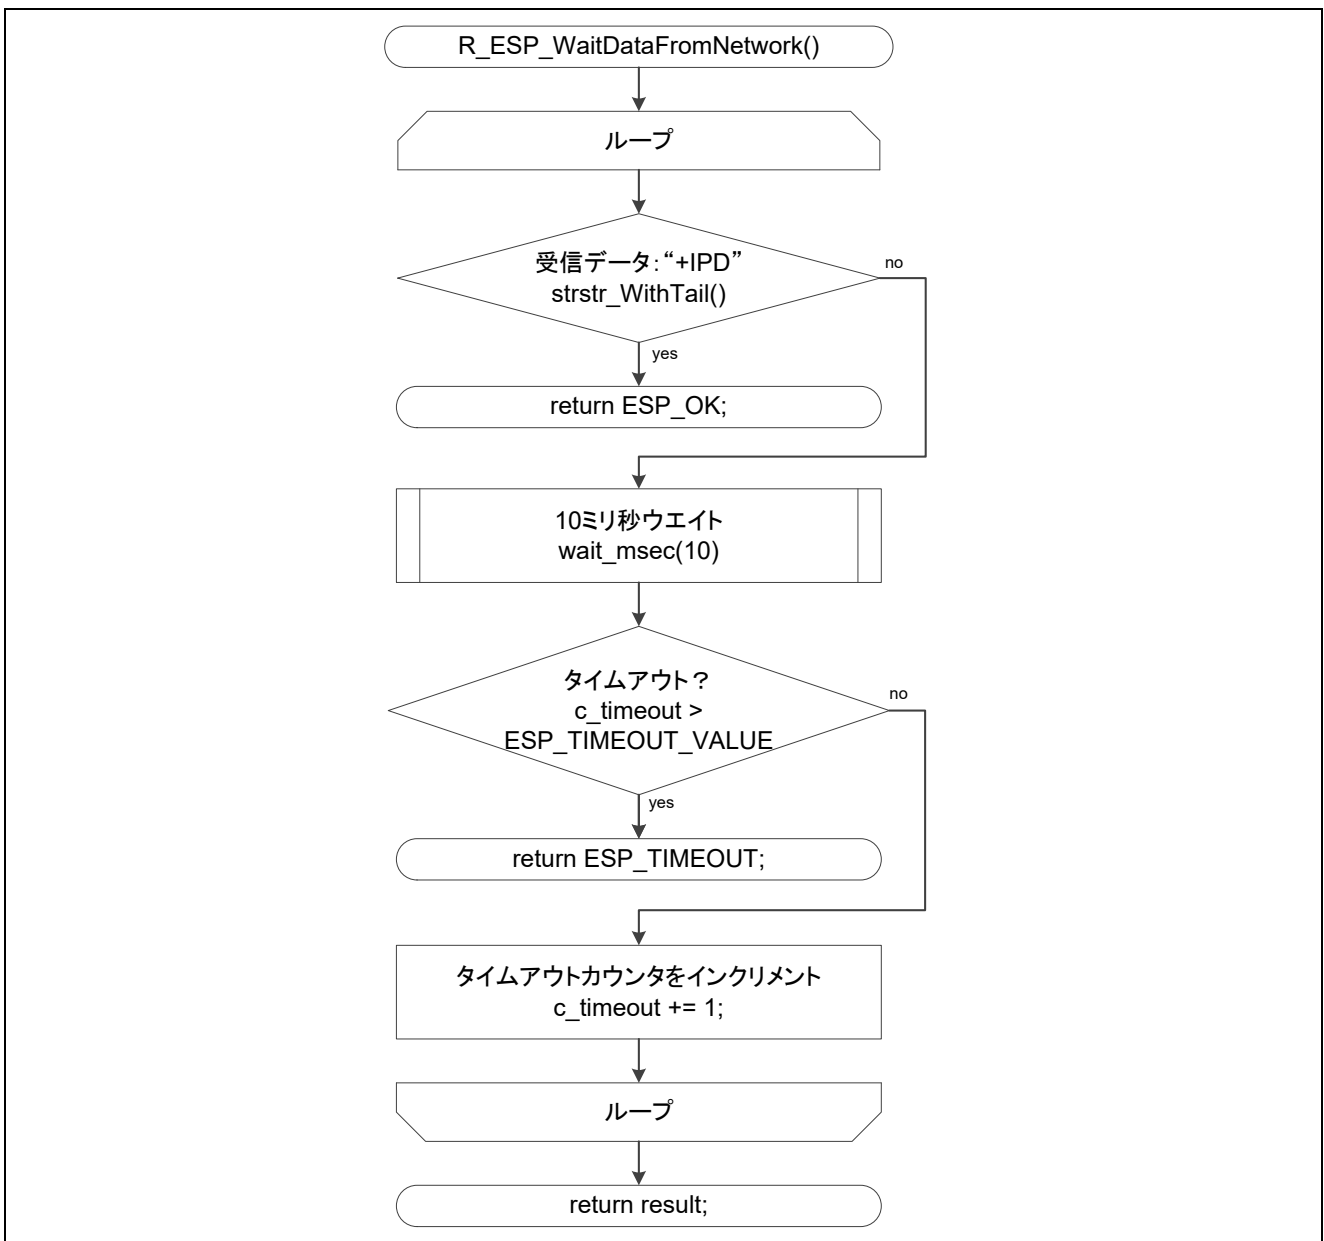 R_ESP_WaitDataFromNetwork()
ループ
受信データ：“+IPD”
strstr_WithTail()
no
yes
return ESP_OK;
10ミリ秒ウエイト
wait_msec(10)
タイムアウト？
c_timeout >
ESP_TIMEOUT_VALUE
no
yes
return ESP_TIMEOUT;
タイムアウトカウンタをインクリメント
c_timeout += 1;
ループ
return result;